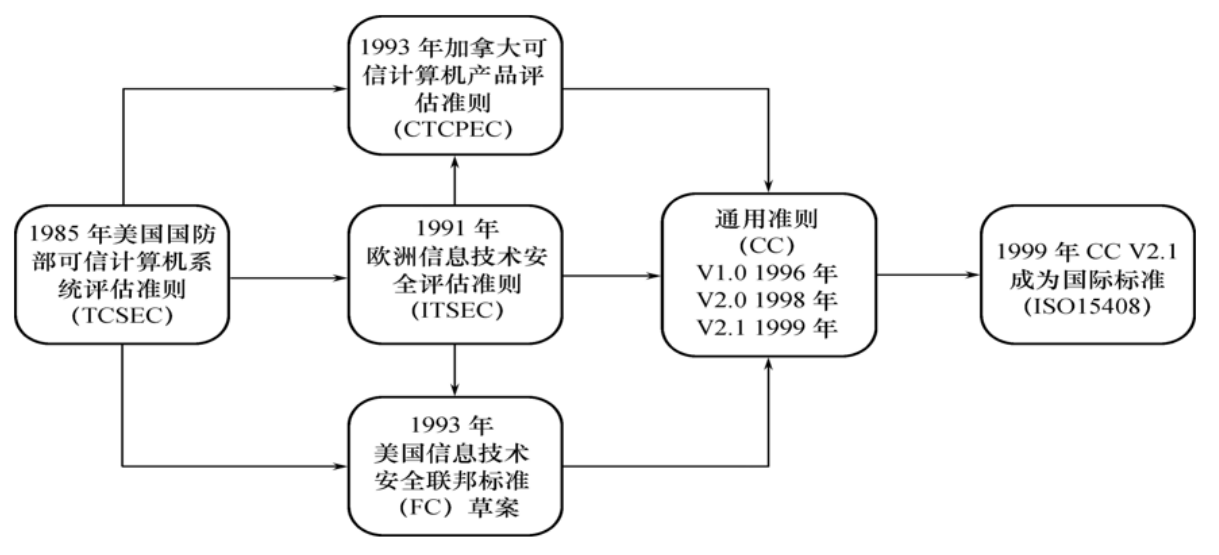 1993 年加拿大可
信计算机产品评
估准则
(CTCPEC)
1985 年美国国防
部可信计算机系
统评估准则
(TCSEC)
1991 年
欧洲信息技术安
全评估准则
(ITSEC)
1993 年
美国信息技术
安全联邦标准
(FC) 草案
通用准则
(CC)
V1.0 1996 年
V2.0 1998 年
V2.1 1999 年
1999 年 CC V2.1
成为国际标准
(ISO15408)